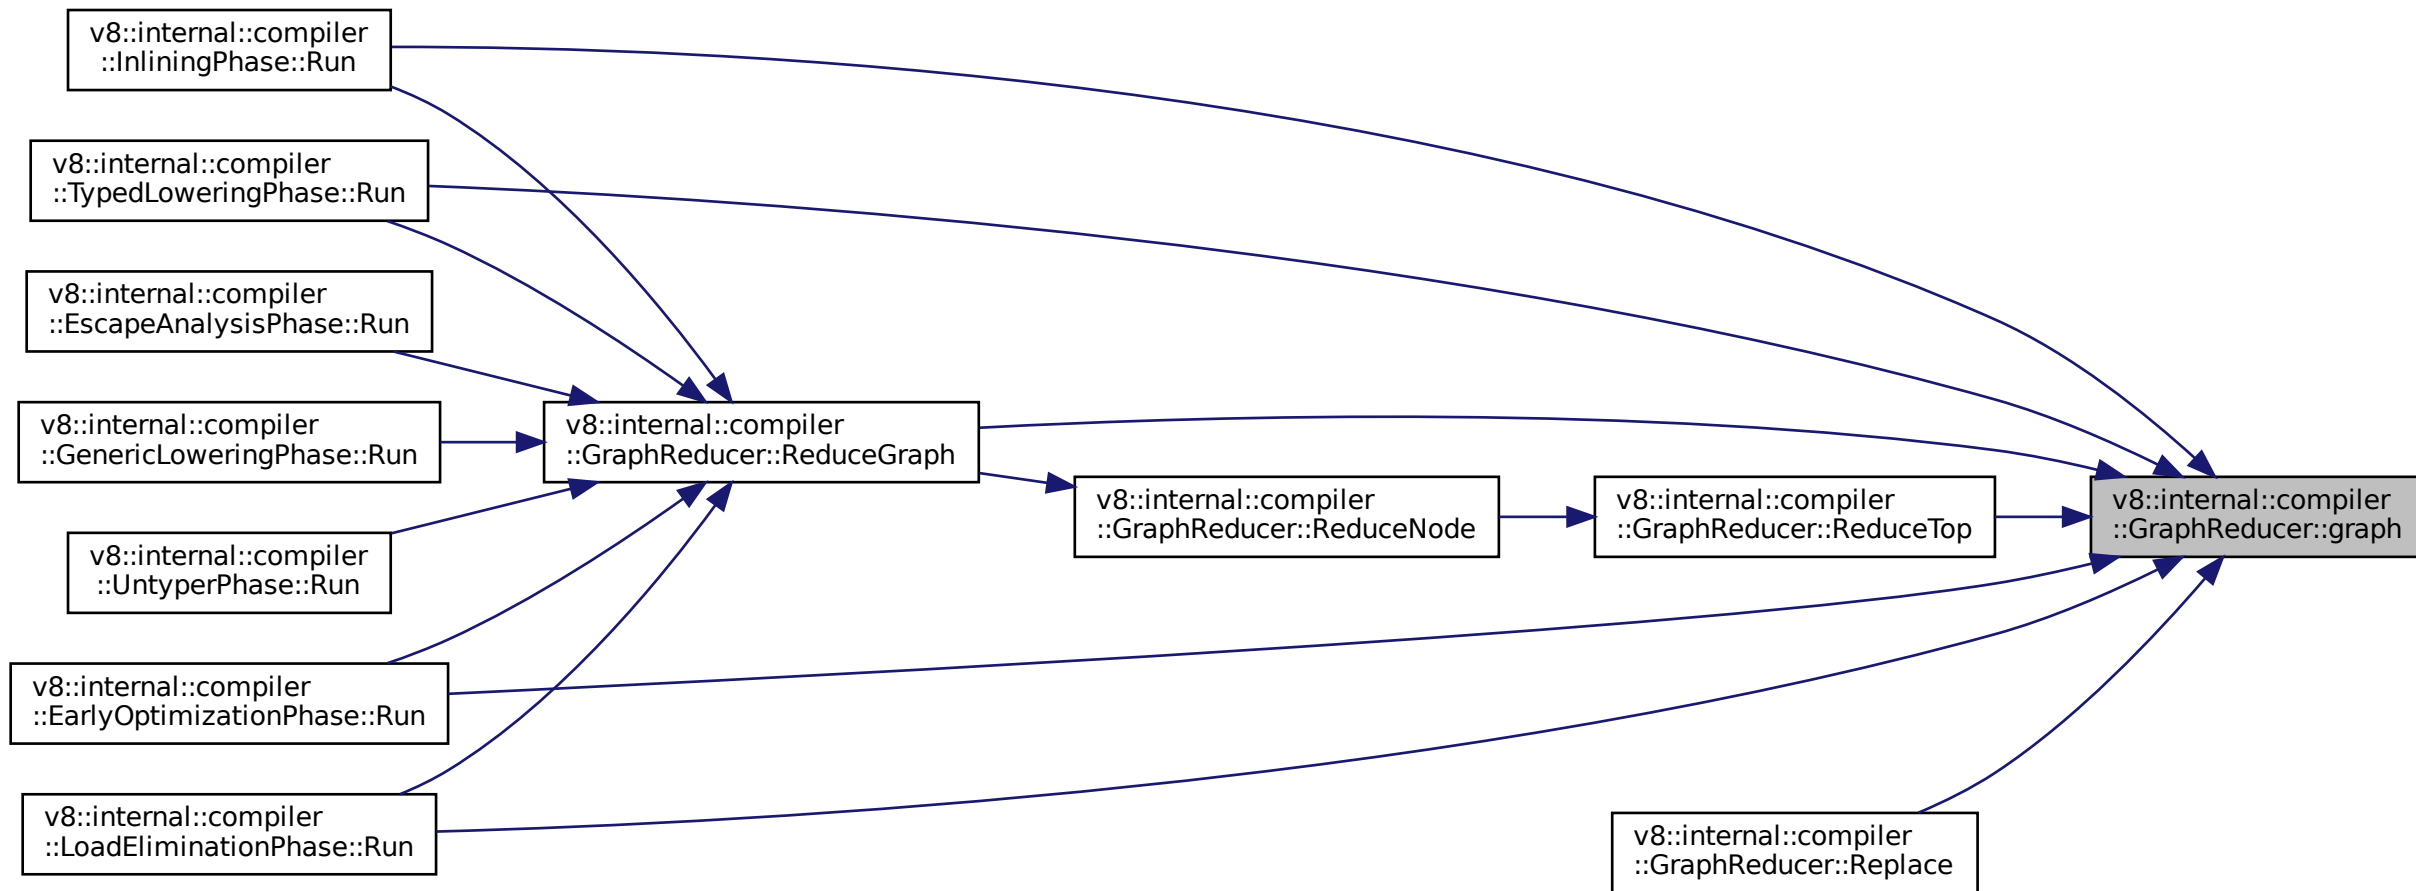 v8::internal::compiler
::InliningPhase::Run
v8::internal::compiler
::TypedLoweringPhase::Run
v8::internal::compiler
::EscapeAnalysisPhase::Run
v8::internal::compiler
::GenericLoweringPhase::Run
v8::internal::compiler
::UntyperPhase::Run
v8::internal::compiler
::EarlyOptimizationPhase::Run
v8::internal::compiler
::LoadEliminationPhase::Run
v8::internal::compiler
::GraphReducer::ReduceGraph
v8::internal::compiler
::GraphReducer::ReduceNode
v8::internal::compiler
::GraphReducer::ReduceTop
v8::internal::compiler
::GraphReducer::graph
v8::internal::compiler
::GraphReducer::Replace